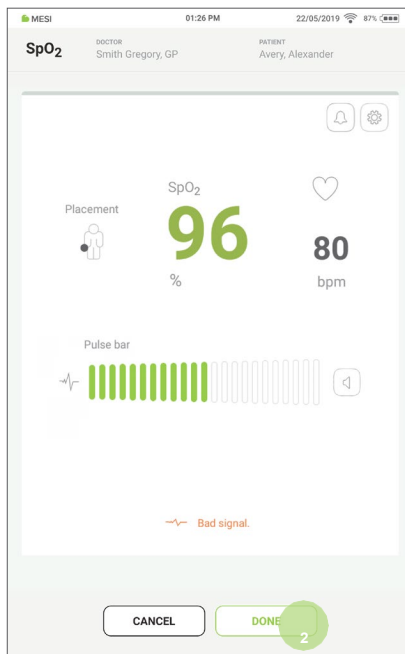 MESI 01:26 PM 22/05/2019 87%
SpO2
DOCTOR
Smith Gregory, GP
PATIENT
Avery, Alexander
SpO2
Placement
96
80
%
bpm
Pulse bar
Bad signal.
CANCEL
DONE
2